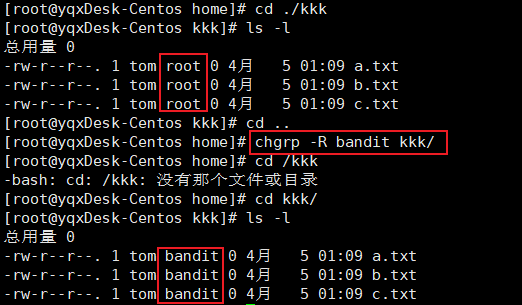 [root@yqxDesk-Centos home]# cd ./kkk
[root@yqxDesk-Centos kkk]# ls -l
总用量 0
-rw-r--r--. 1 tom root 0 4月   5 01:09 a.txt
-rw-r--r--. 1 tom root 0 4月   5 01:09 b.txt
-rw-r--r--. 1 tom root 0 4月   5 01:09 c.txt
[root@yqxDesk-Centos kkk]# cd ..
[root@yqxDesk-Centos home]# chgrp -R bandit kkk/
[root@yqxDesk-Centos home]# cd /kkk
-bash: cd: /kkk: 没有那个文件或目录
[root@yqxDesk-Centos home]# cd kkk/
[root@yqxDesk-Centos kkk]# ls -l
总用量 0
-rw-r--r--. 1 tom bandit 0 4月   5 01:09 a.txt
-rw-r--r--. 1 tom bandit 0 4月   5 01:09 b.txt
-rw-r--r--. 1 tom bandit 0 4月   5 01:09 c.txt